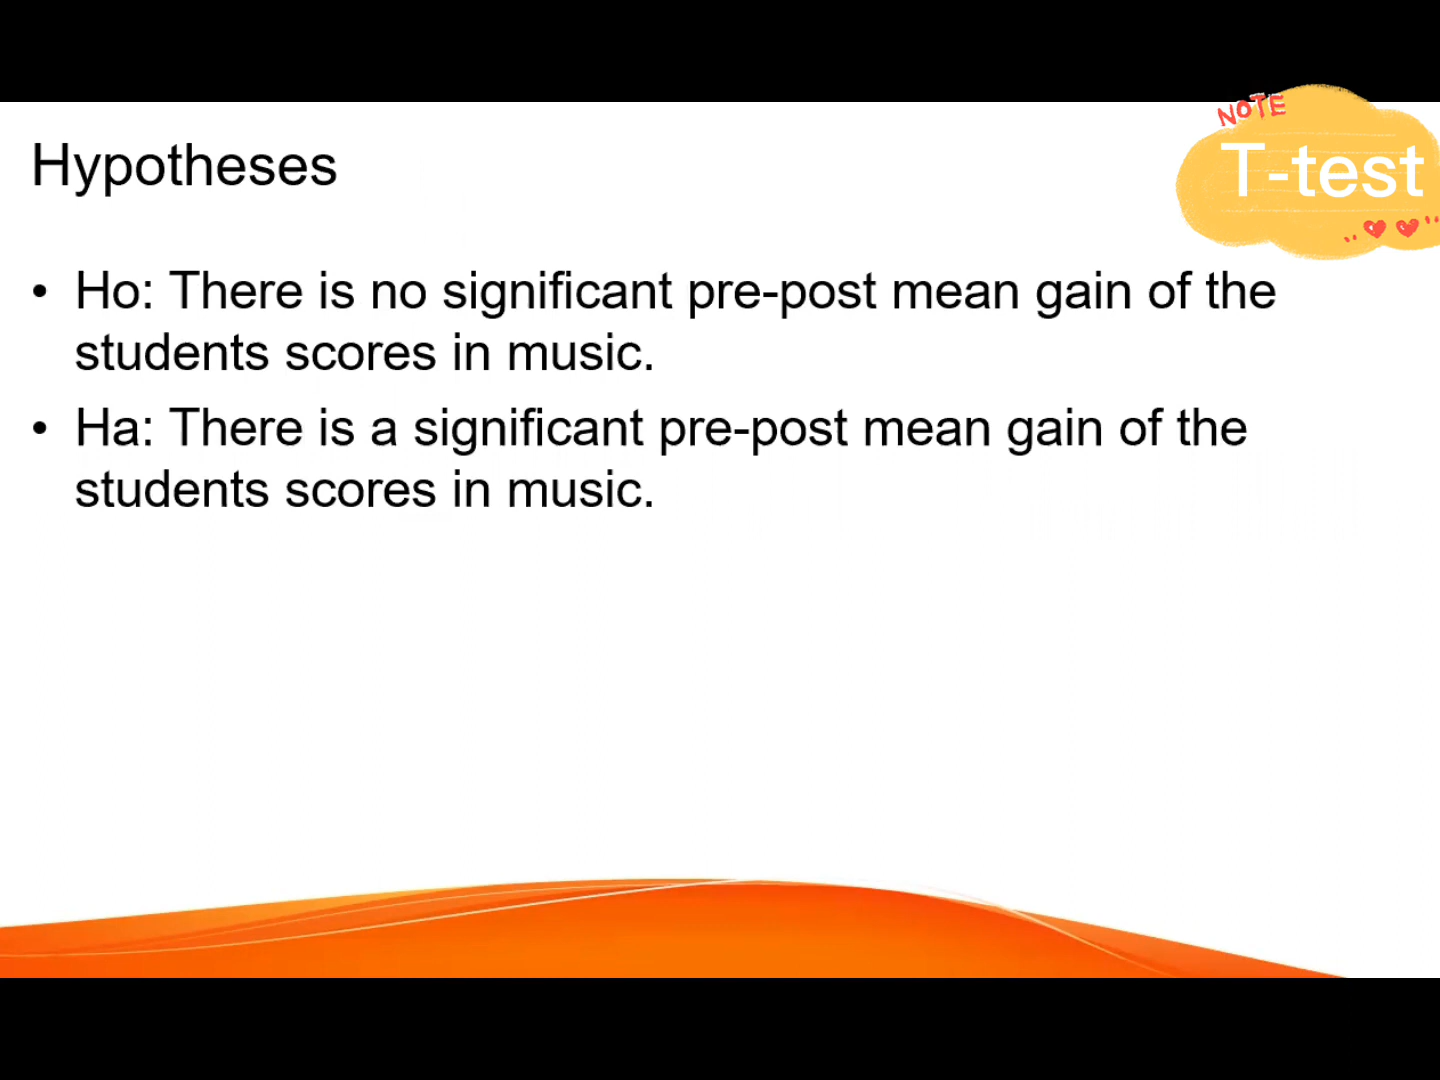 NOTE
T-test
Hypotheses
• Ho: There is no significant pre-post mean gain of the
students scores in music.
• Ha: There is a significant pre-post mean gain of the
students scores in music.